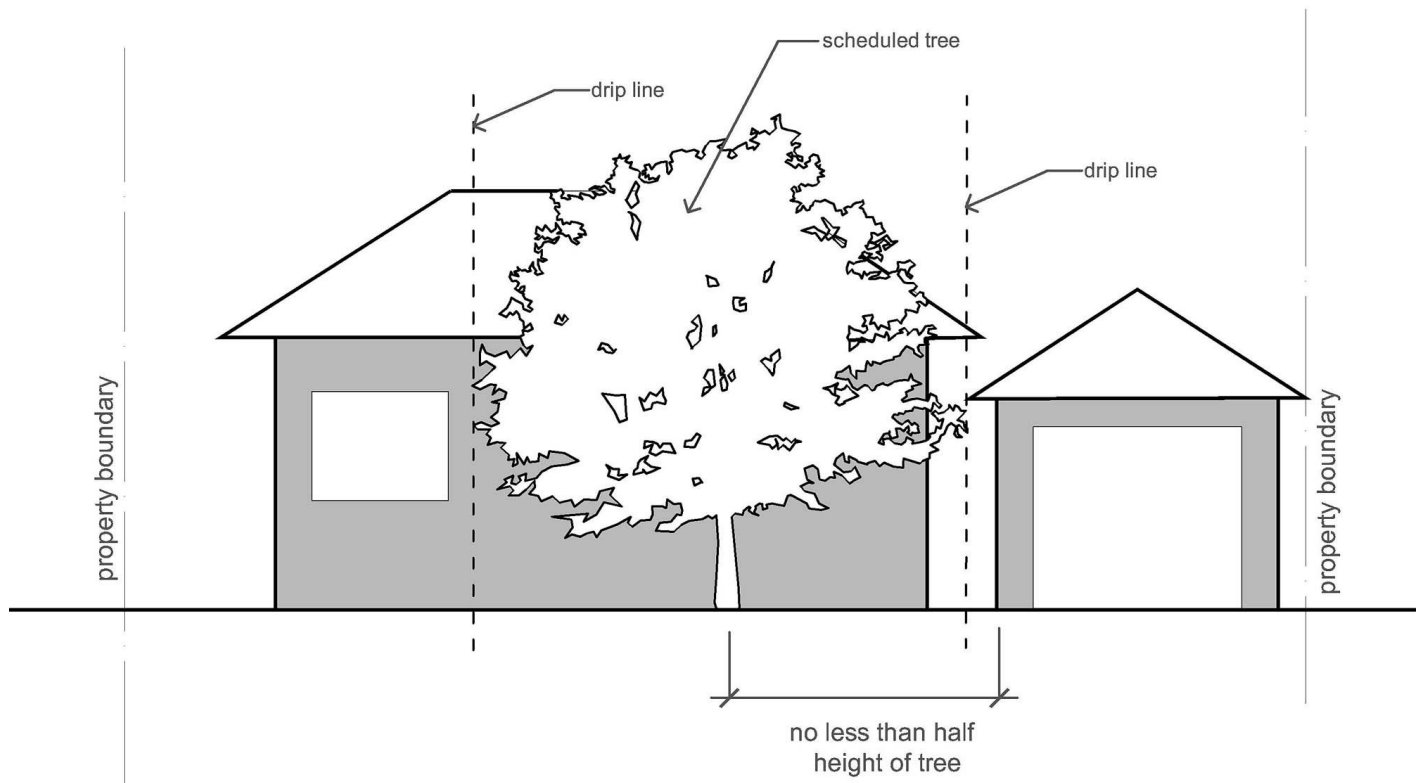 scheduled tree
drip line
drip line
property boundary
property boundary
no less than half
height of tree